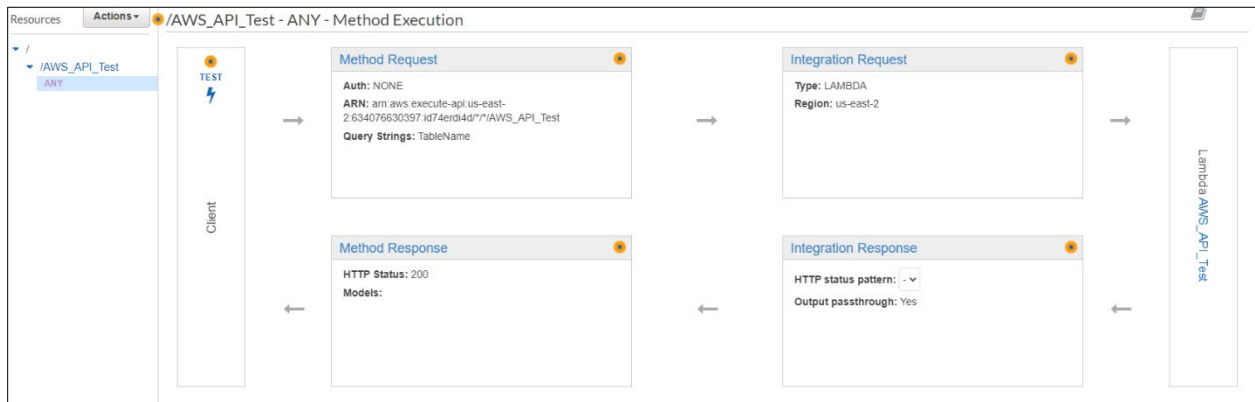 Resources
Actions
/AWS_API_Test - ANY - Method Execution
/
/AWS_API_Test
ANY
TEST
Client
Method Request
Auth: NONE
ARN: arn:aws:execute-api:us-east-
2:634076630397:id74erdi4d/*/*/AWS_API_Test
Query Strings: TableName
Integration Request
Type: LAMBDA
Region: us-east-2
Lambda AWS_API_Test
Method Response
HTTP Status: 200
Models:
Integration Response
HTTP status pattern: -
Output passthrough: Yes